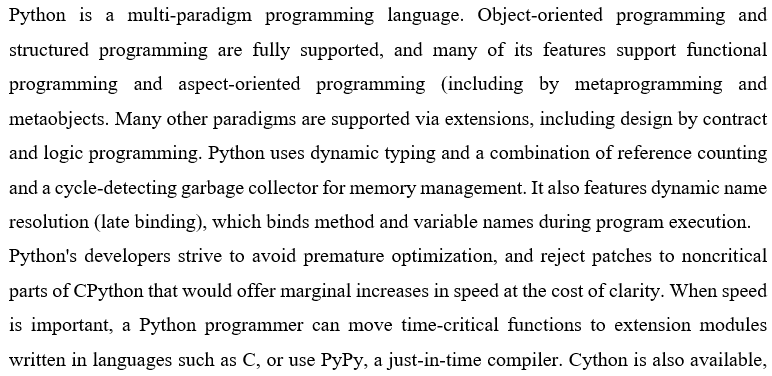 Python is a multi-paradigm programming language. Object-oriented programming and
structured programming are fully supported, and many of its features support functional
programming and aspect-oriented programming (including by metaprogramming and
metaobjects. Many other paradigms are supported via extensions, including design by contract
and logic programming. Python uses dynamic typing and a combination of reference counting
and a cycle-detecting garbage collector for memory management. It also features dynamic name
resolution (late binding), which binds method and variable names during program execution.
Python's developers strive to avoid premature optimization, and reject patches to noncritical
parts of CPython that would offer marginal increases in speed at the cost of clarity. When speed
is important, a Python programmer can move time-critical functions to extension modules
written in languages such as C, or use PyPy, a just-in-time compiler. Cython is also available,